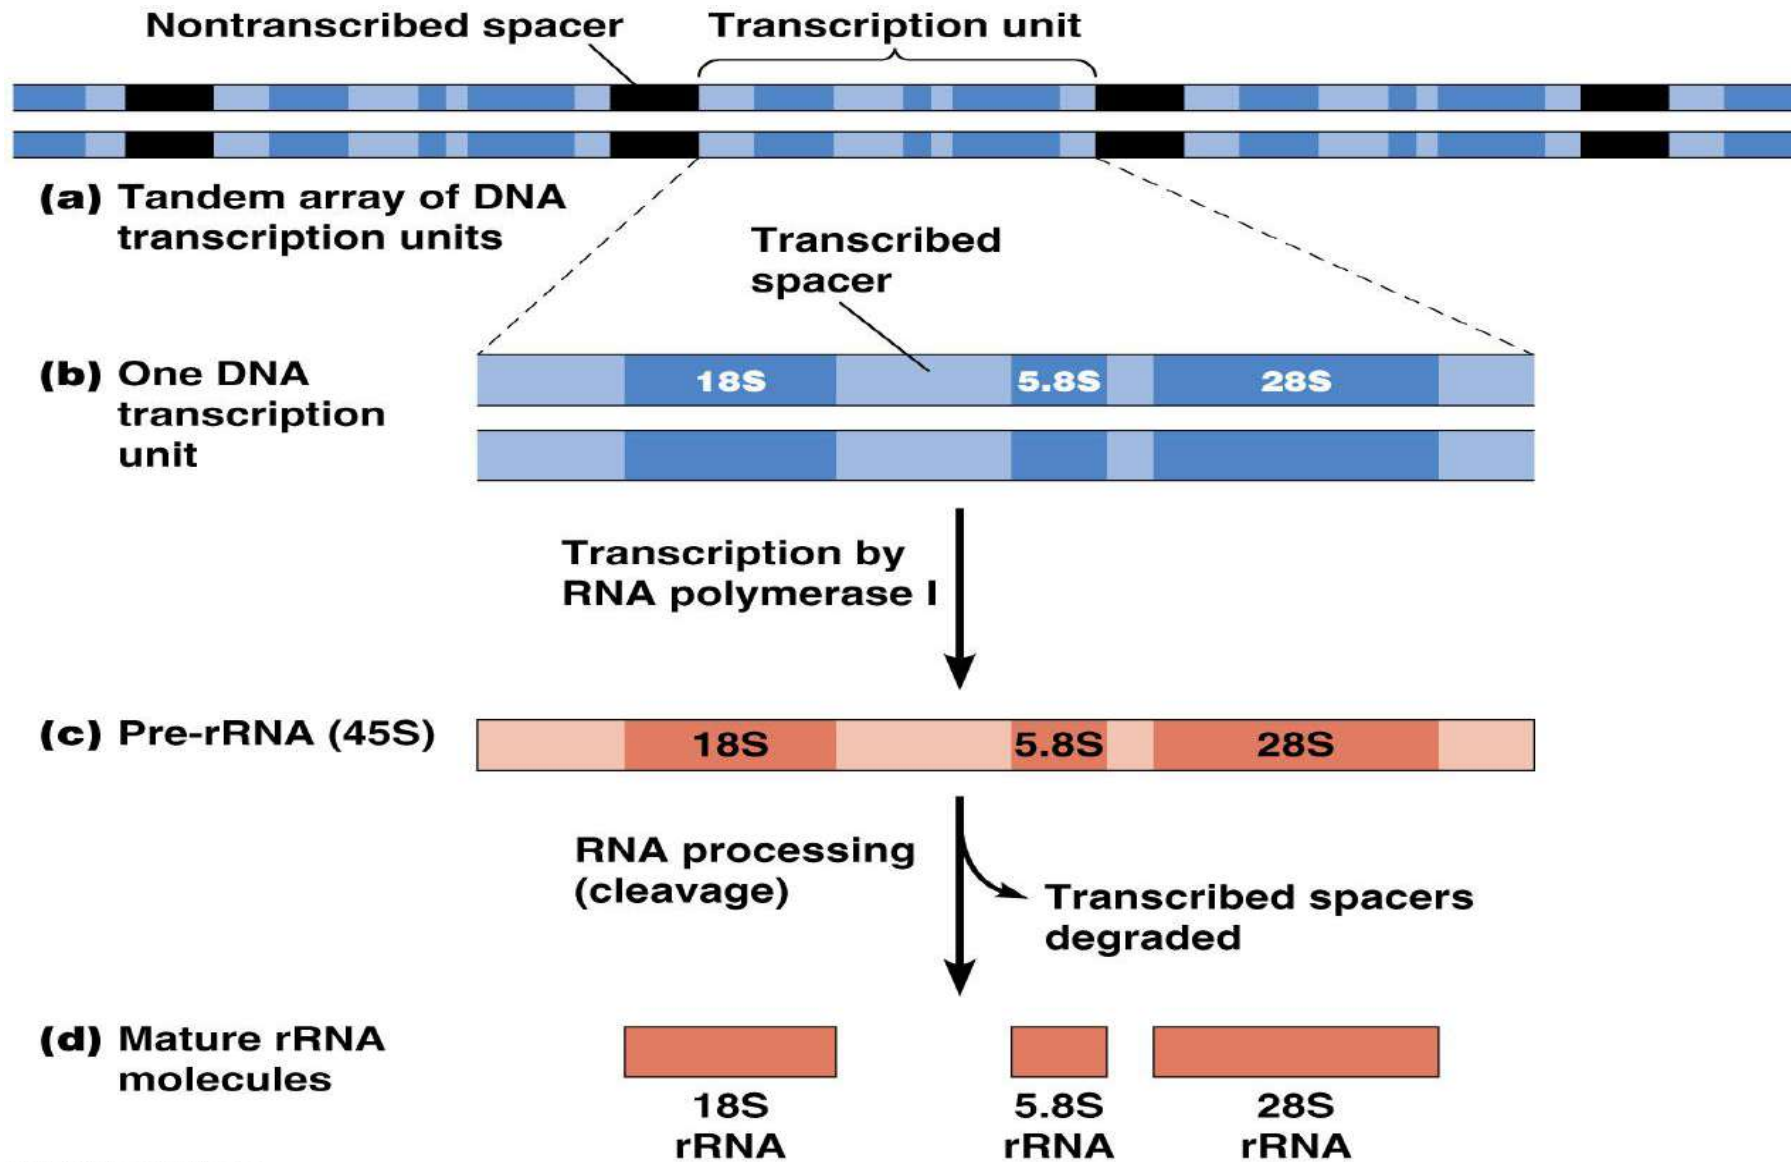 Nontranscribed spacer
Transcription unit
(a) Tandem array of DNA
transcription units
Transcribed
spacer
(b) One DNA
transcription
unit
18S 5.8S 28S
Transcription by
RNA polymerase I
(c) Pre-rRNA (45S)
18S 5.8S 28S
RNA processing
(cleavage)
Transcribed spacers
degraded
(d) Mature rRNA
molecules
18S
rRNA
5.8S
rRNA
28S
rRNA